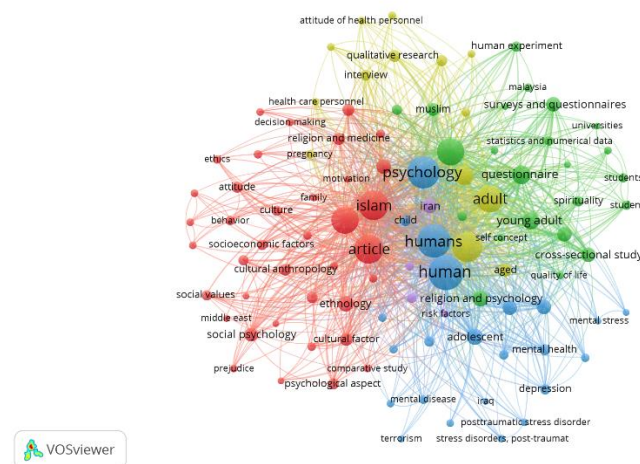 attitude of health personnel
qualitative research
human experiment
interview
malaysia
health care personnel
muslim
surveys and questionnaires
decision making
universities
religion and medicine
statistics and numerical data
ethics
pregnancy
psychology
questionnaire
students
motivation
attitude
family
islam
iran
adult
spirituality
student
behavior
culture
child
young adult
socioeconomic factors
article
humans
self concept
cross-sectional study
cultural anthropology
human
aged
quality of life
social values
ethnology
religion and psychology
middle east
risk factors
mental stress
social psychology
cultural factor
adolescent
mental health
prejudice
comparative study
psychological aspect
depression
mental disease
iraq
posttraumatic stress disorder
terrorism
stress disorders, post-traumat
VOSviewer